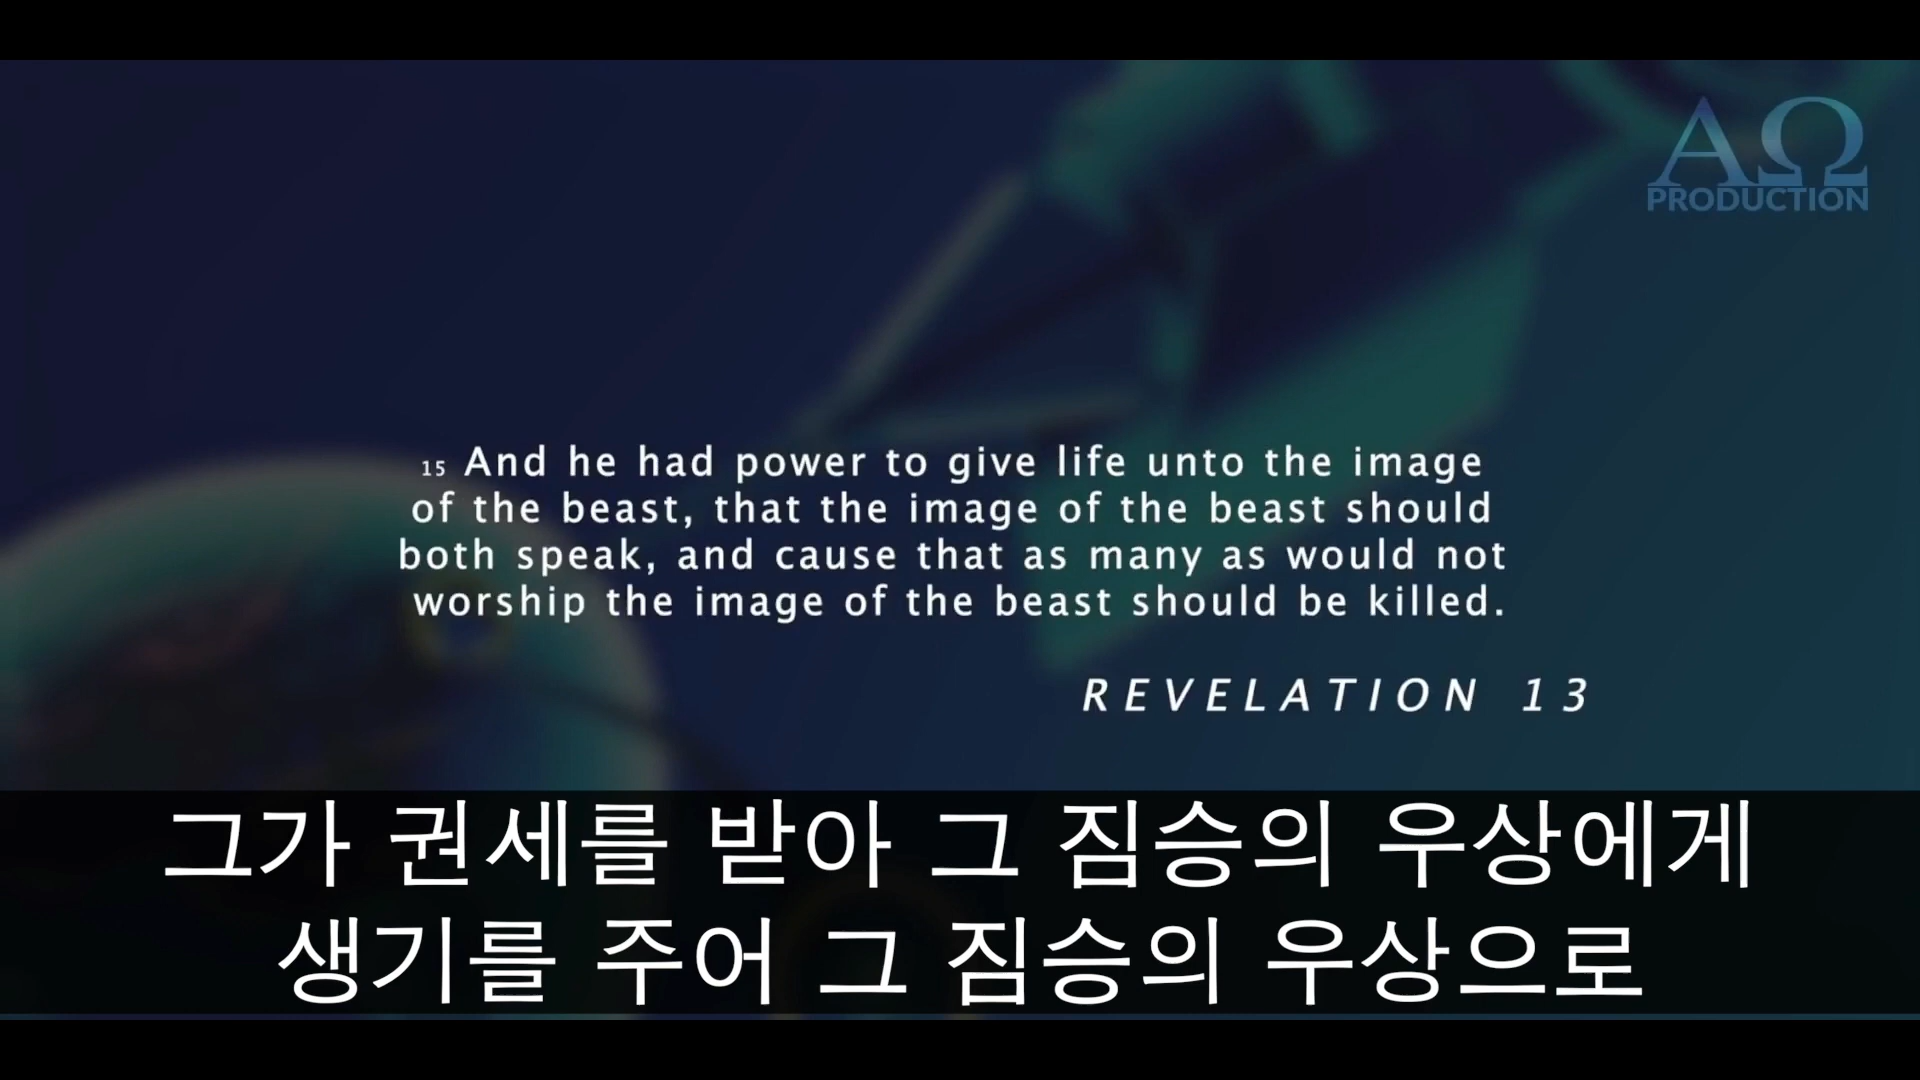 ΑΩ
PRODUCTION
15 And he had power to give life unto the image
of the beast, that the image of the beast should
both speak, and cause that as many as would not
worship the image of the beast should be killed.
REVELATION 13
그가 권세를 받아 그 짐승의 우상에게
생기를 주어 그 짐승의 우상으로